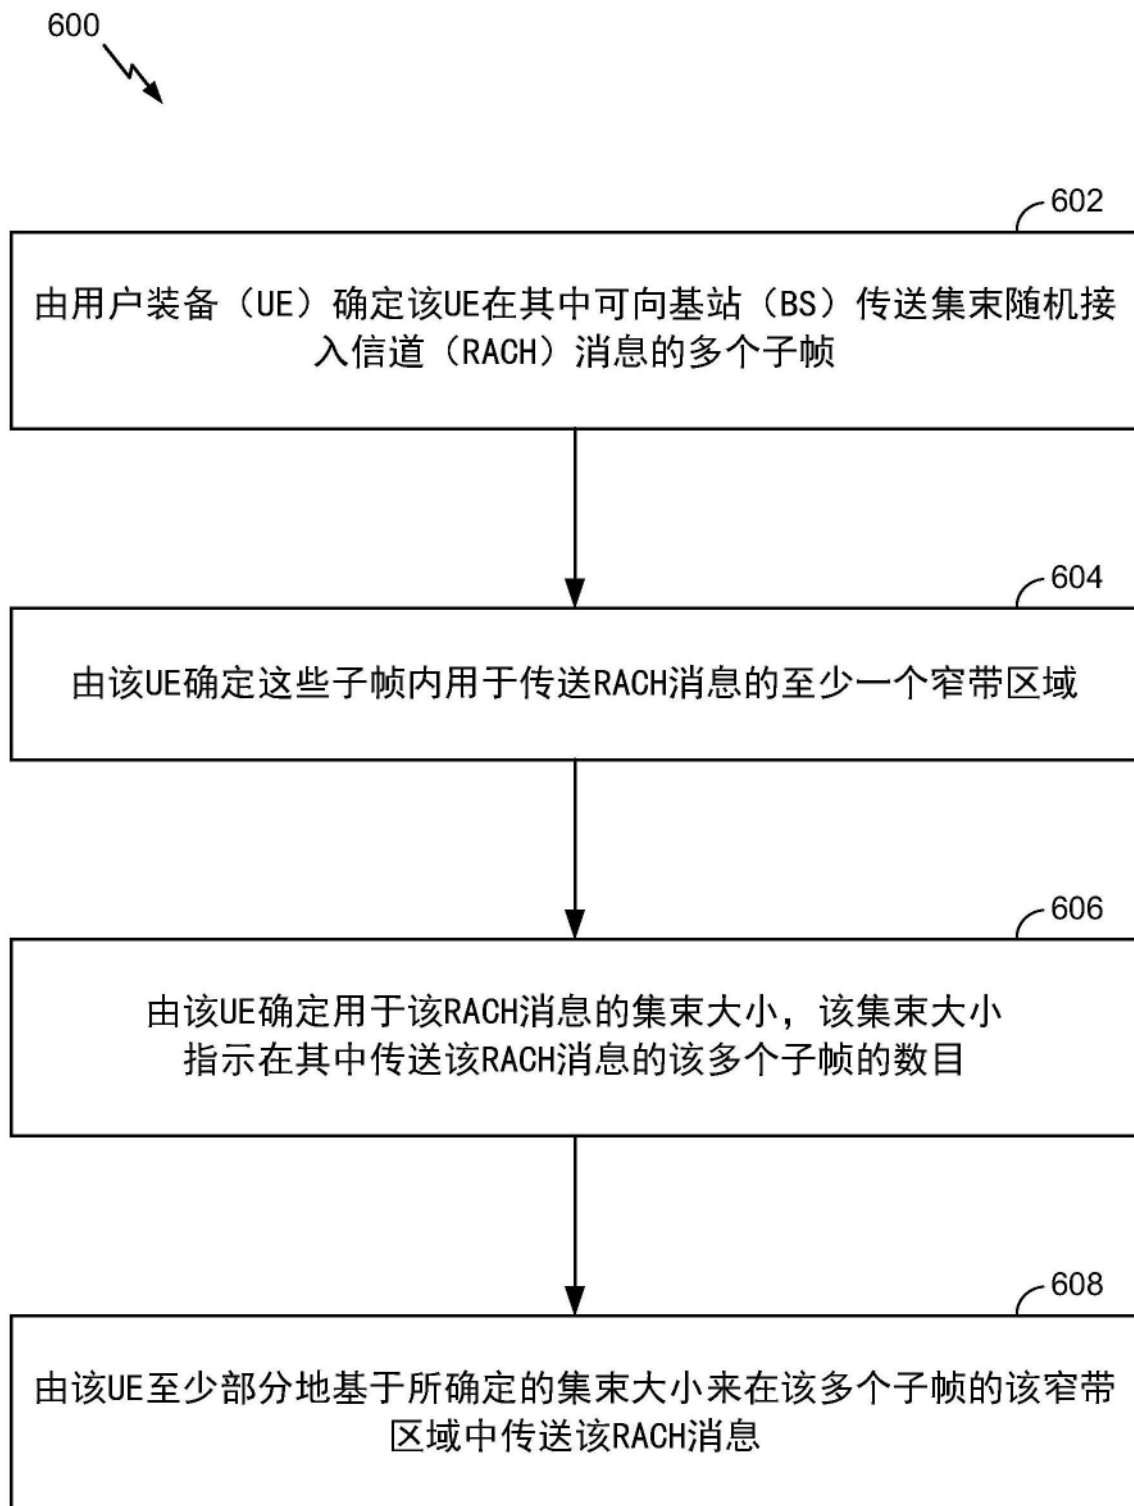 600
602
由用户装备（UE）确定该UE在其中可向基站（BS）传送集束随机接
入信道（RACH）消息的多个子帧
604
由该UE确定这些子帧内用于传送RACH消息的至少一个窄带区域
606
由该UE确定用于该RACH消息的集束大小，该集束大小
指示在其中传送该RACH消息的该多个子帧的数目
608
由该UE至少部分地基于所确定的集束大小来在该多个子帧的该窄带
区域中传送该RACH消息